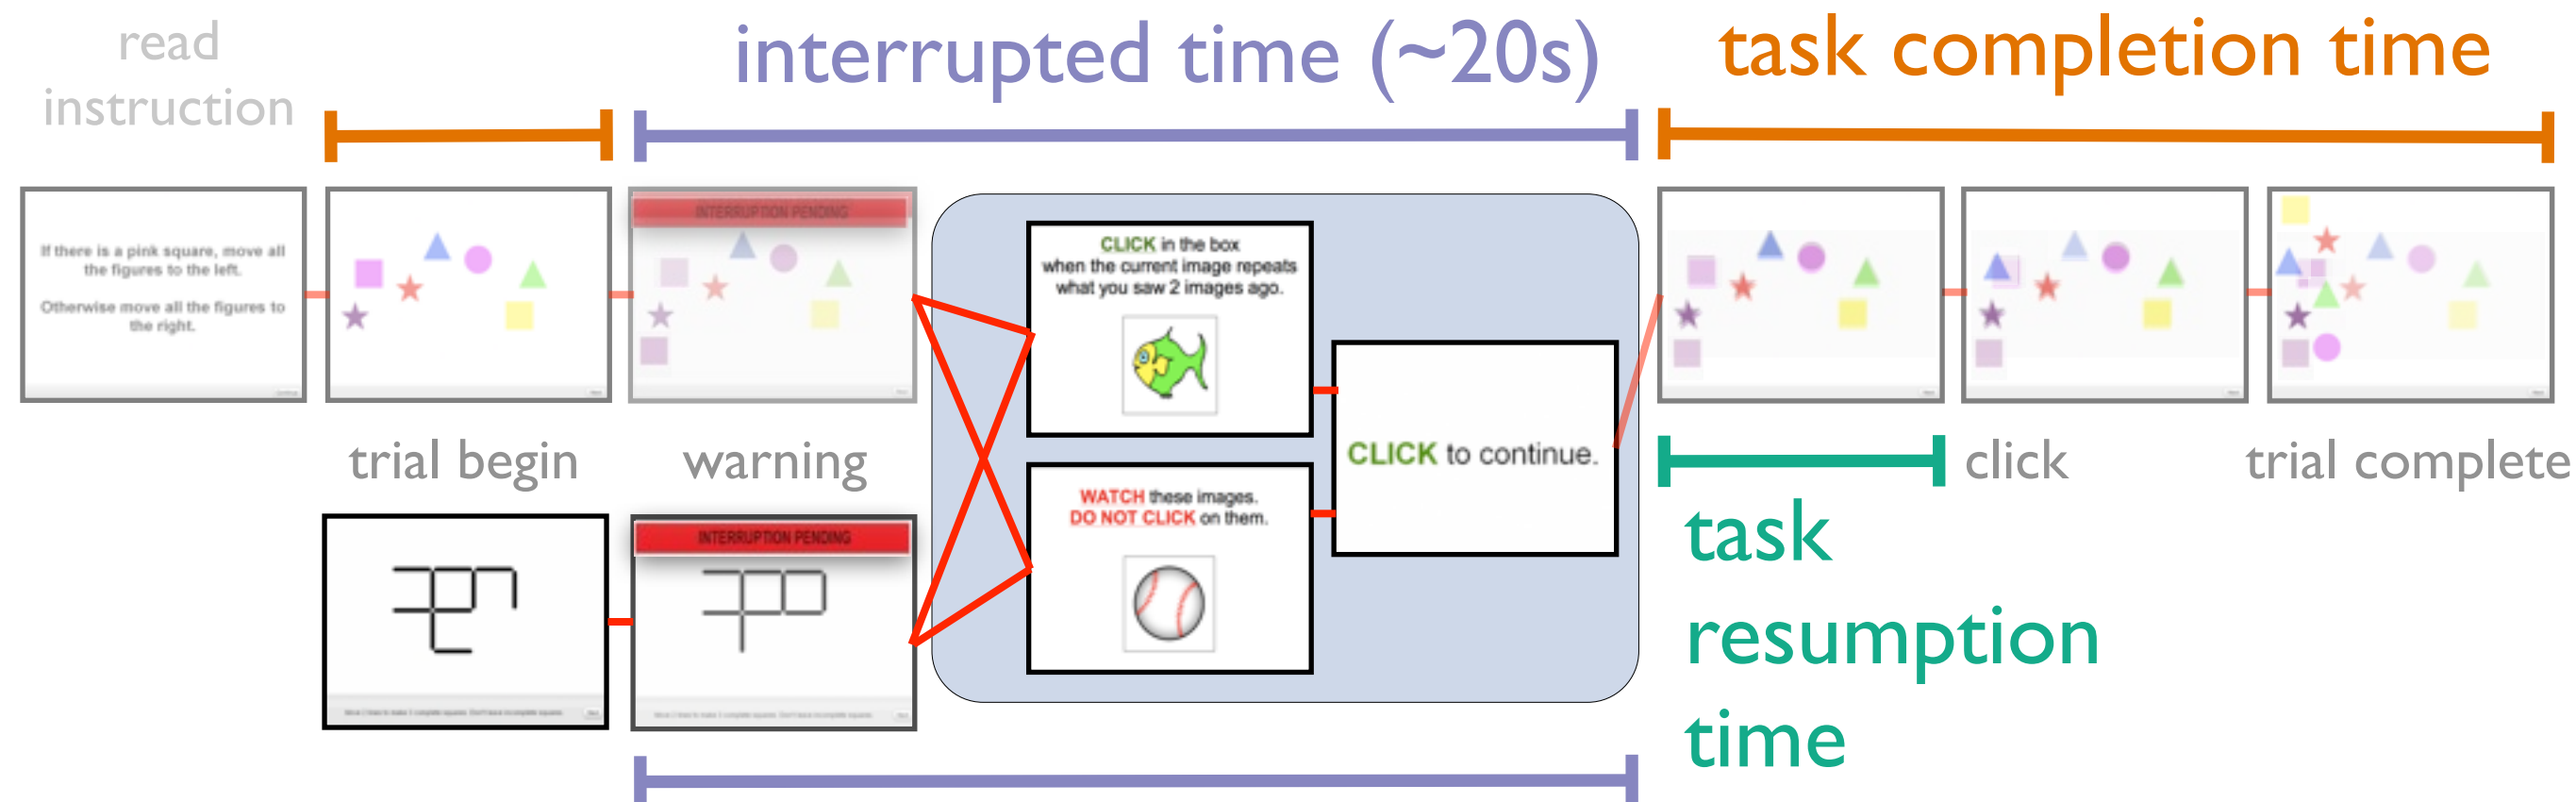 read
instruction
interrupted time (~20s)
task completion time
If there is a pink square, move all
the figures to the left.
Otherwise move all the figures to
the right.
INTERRUPTION PENDING
CLICK in the box
when the current image repeats
what you saw 2 images ago.
CLICK to continue.
trial begin
warning
click
trial complete
WATCH these images.
DO NOT CLICK on them.
INTERRUPTION PENDING
task
resumption
time